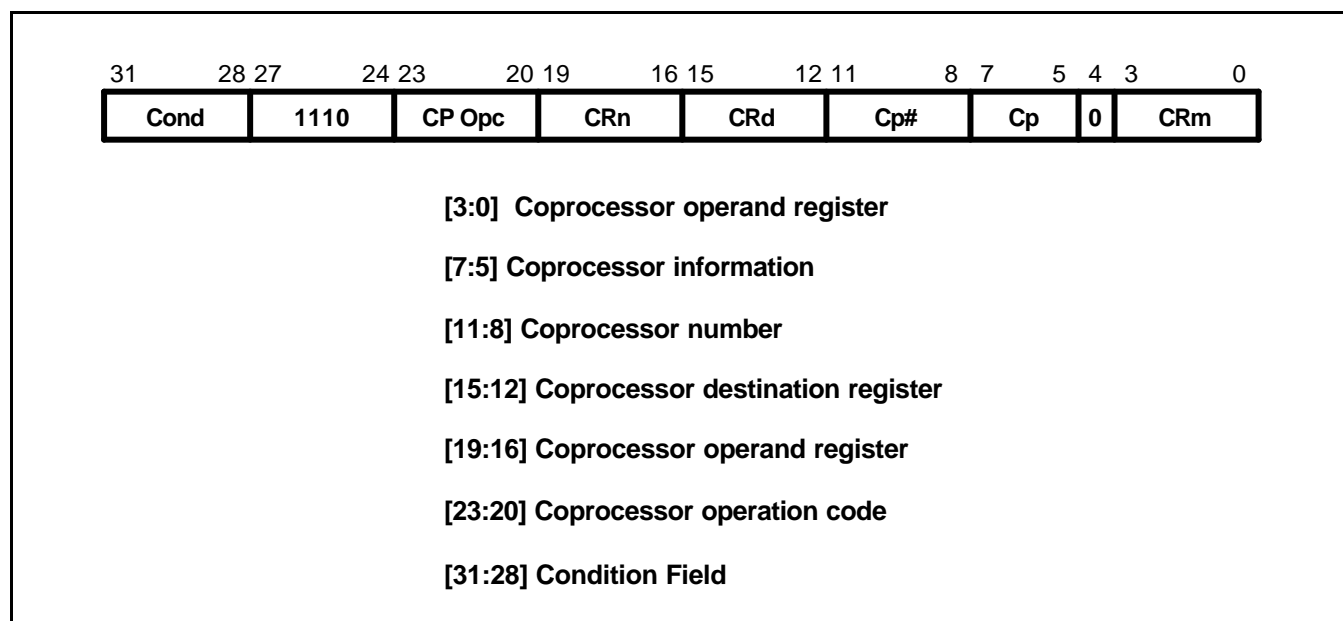 31 28 27 24 23 20 19 16 15 12 11 8 7 5 4 3 0
Cond 1110 CP Opc CRn CRd Cp# Cp 0 CRm
[3:0] Coprocessor operand register
[7:5] Coprocessor information
[11:8] Coprocessor number
[15:12] Coprocessor destination register
[19:16] Coprocessor operand register
[23:20] Coprocessor operation code
[31:28] Condition Field